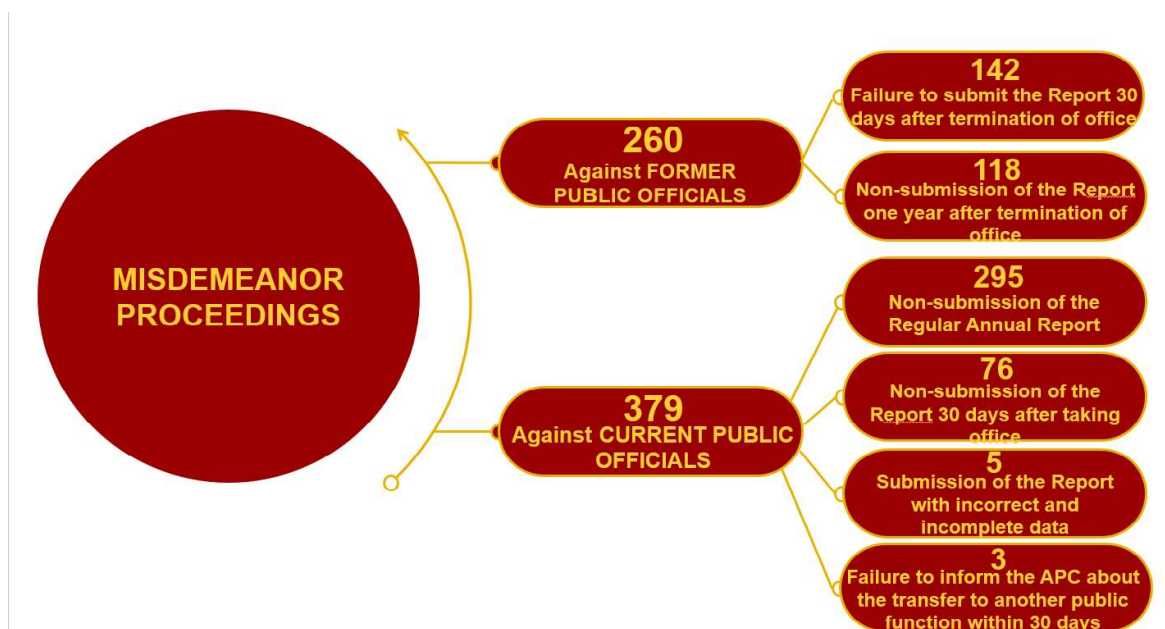 MISDEMEANOR
PROCEEDINGS
260
Against FORMER
PUBLIC OFFICIALS
142
Failure to submit the Report 30
days after termination of office
118
Non-submission of the Report
one year after termination of
office
379
Against CURRENT PUBLIC
OFFICIALS
295
Non-submission of the
Regular Annual Report
76
Non-submission of the
Report 30 days after taking
office
5
Submission of the Report
with incorrect and
incomplete data
3
Failure to inform the APC about
the transfer to another public
function within 30 days